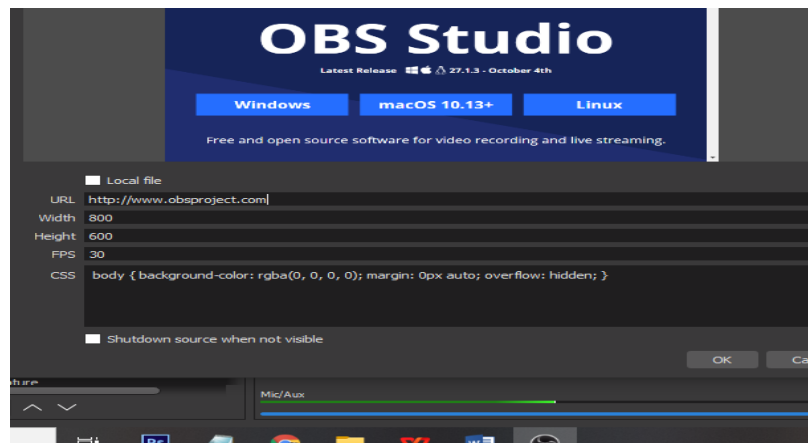 OBS Studio
Latest Release 27.1.3 - October 4th
Windows macOS 10.13+ Linux
Free and open source software for video recording and live streaming.
Local file
URL http://www.obsproject.com
Width 800
Height 600
FPS 30
CSS body { background-color: rgba(0, 0, 0, 0); margin: 0px auto; overflow: hidden; }
Shutdown source when not visible
OK Ca
Mic/Aux
Ps
W